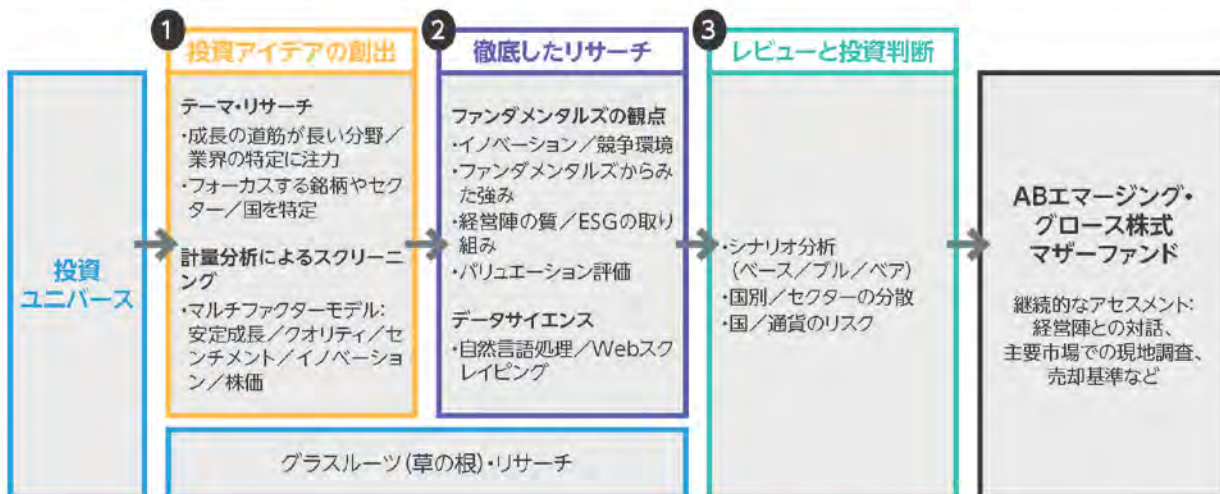 投資
ユニバース
1
投資アイデアの創出
テーマ・リサーチ
・成長の道筋が長い分野／
業界の特定に注力
・フォーカスする銘柄やセク
ター／国を特定
計量分析によるスクリーニ
ング
・マルチファクターモデル：
安定成長／クオリティ／セ
ンチメント／イノベーショ
ン／株価
2
徹底したリサーチ
ファンダメンタルズの観点
・イノベーション／競争環境
・ファンダメンタルズからみ
た強み
・経営陣の質／ESGの取り
組み
・バリュエーション評価
データサイエンス
・自然言語処理／Webスク
レイピング
グラスルーツ（草の根）・リサーチ
3
レビューと投資判断
・シナリオ分析
（ベース／ブル／ベア）
・国別／セクターの分散
・国／通貨のリスク
ABエマージング・
グロース株式
マザーファンド
継続的なアセスメント：
経営陣との対話、
主要市場での現地調査、
売却基準など